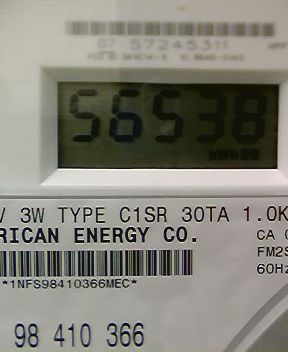 07 57245311
56538
kWh
V 3W TYPE C1SR 30TA 1.0K
RICAN ENERGY CO.
CA 0
FM2S
60Hz
*1NFS98410366MEC*
98 410 366